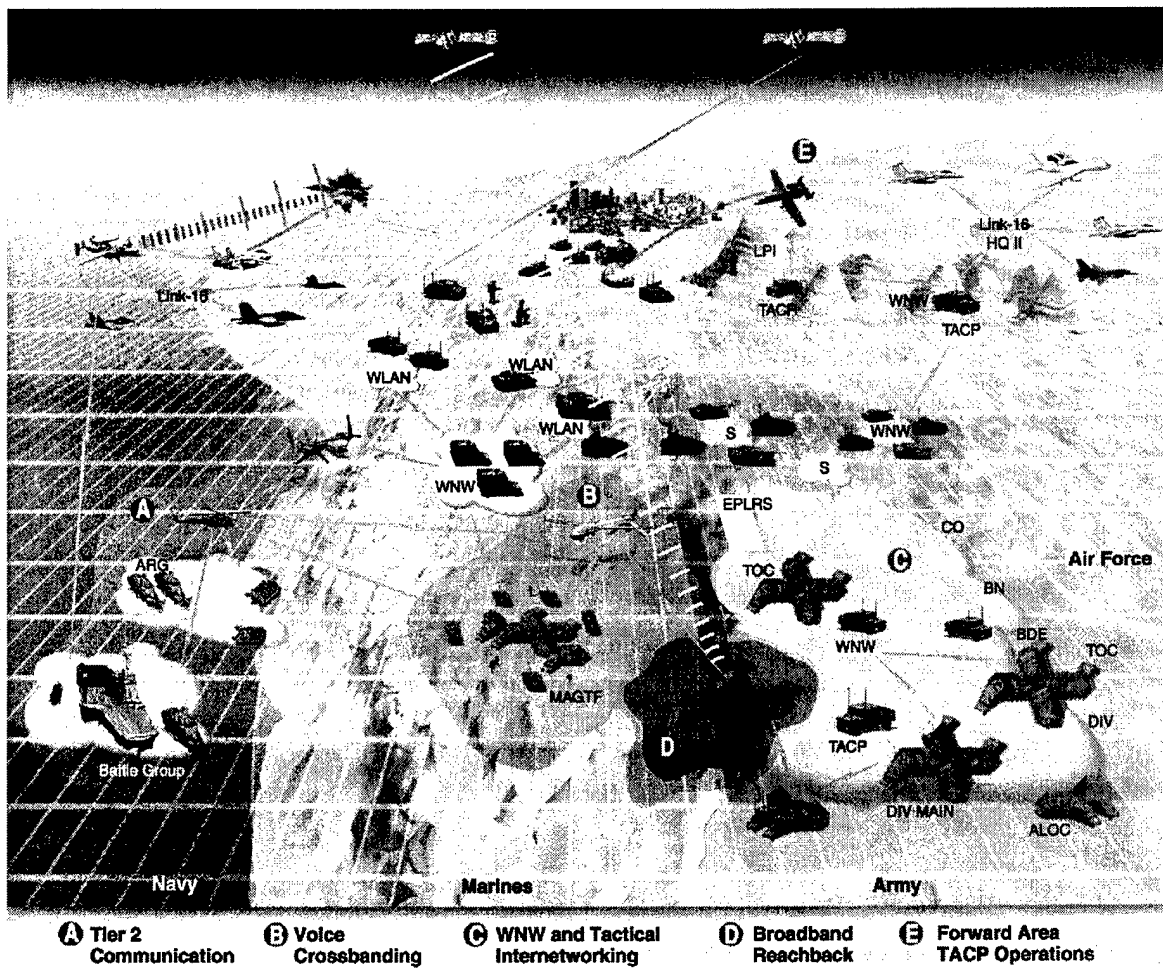 E
Link-16
HQ II
LPI
Link-16
TACP
WNW
TACP
WLAN
WLAN
WLAN
S
WNW
S
WNW
B
EPLRS
A
CO
ARG
TOC
C
Air Force
BN
WNW
BDE
TOC
MAGTF
DIV
TACP
D
Battle Group
DIV MAIN
ALOC
Navy
Marines
Army
A Tier 2
Communication
B Voice
Crossbanding
C WNW and Tactical
Internetworking
D Broadband
Reachback
E Forward Area
TACP Operations